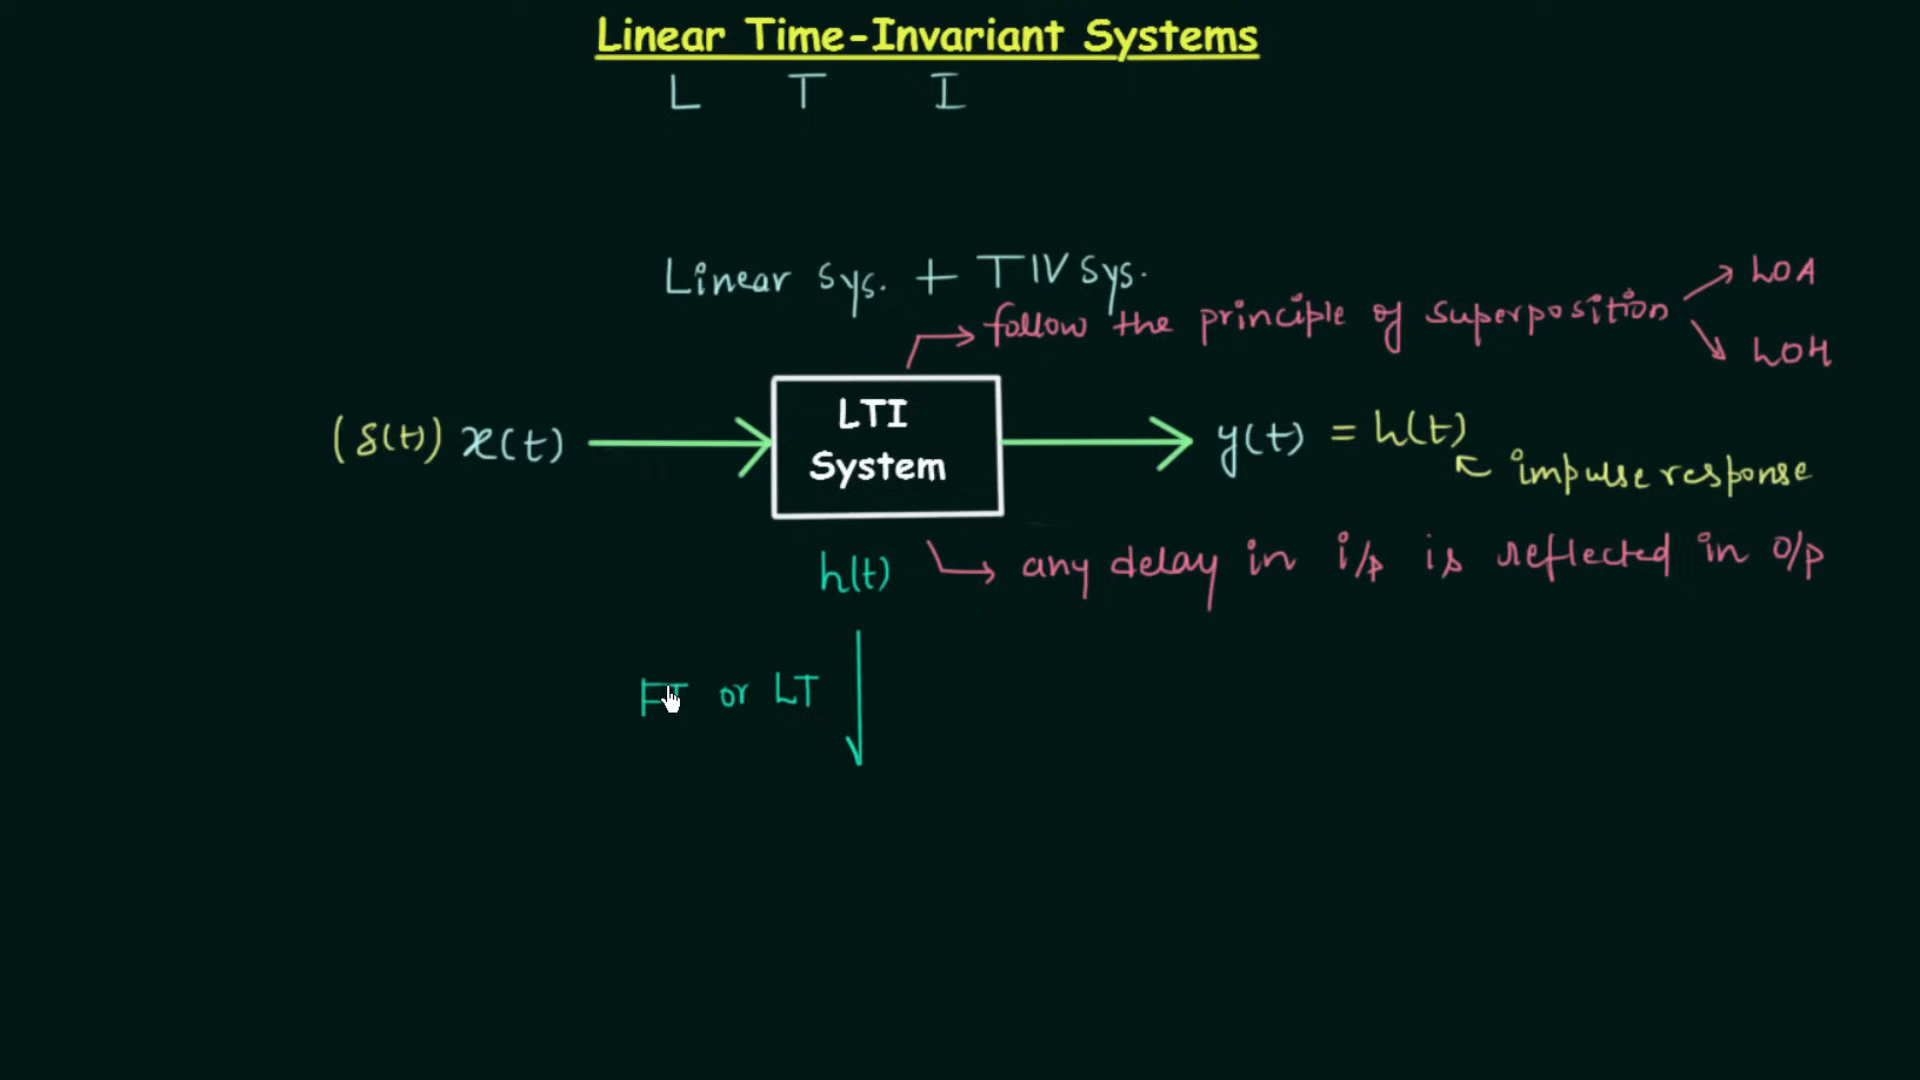 Linear Time-Invariant Systems
L T I
Linear sys. + TIV sys.
follow the principle of superposition
LOA
LOH
LTI
System
(δ(t)) x(t)
y(t) = h(t)
impulse response
h(t)
any delay in i/p is reflected in o/p
FT or LT